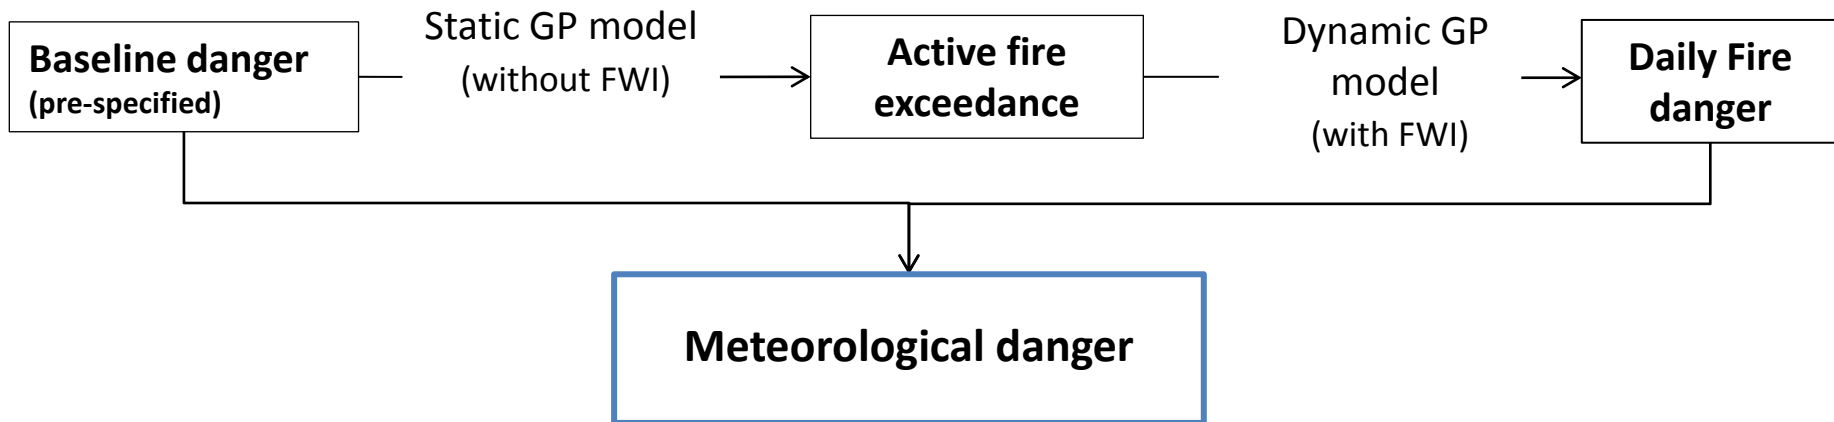 Baseline danger
(pre-specified)
Static GP model
(without FWI)
Active fire
exceedance
Dynamic GP
model
(with FWI)
Daily Fire
danger
Meteorological danger